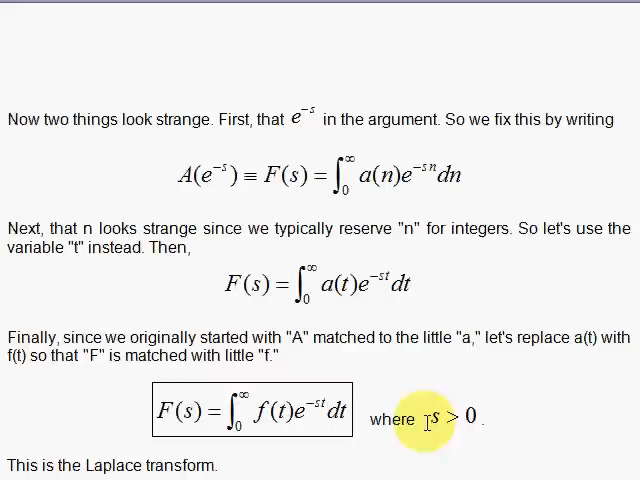 Now two things look strange. First, that e^{-s} in the argument. So we fix this by writing
A(e^{-s}) ≡ F(s) = ∫_0^∞ a(n)e^{-sn}dn
Next, that n looks strange since we typically reserve "n" for integers. So let's use the
variable "t" instead. Then,
F(s) = ∫_0^∞ a(t)e^{-st}dt
Finally, since we originally started with "A" matched to the little "a," let's replace a(t) with
f(t) so that "F" is matched with little "f."
F(s) = ∫_0^∞ f(t)e^{-st}dt where s > 0 .
This is the Laplace transform.